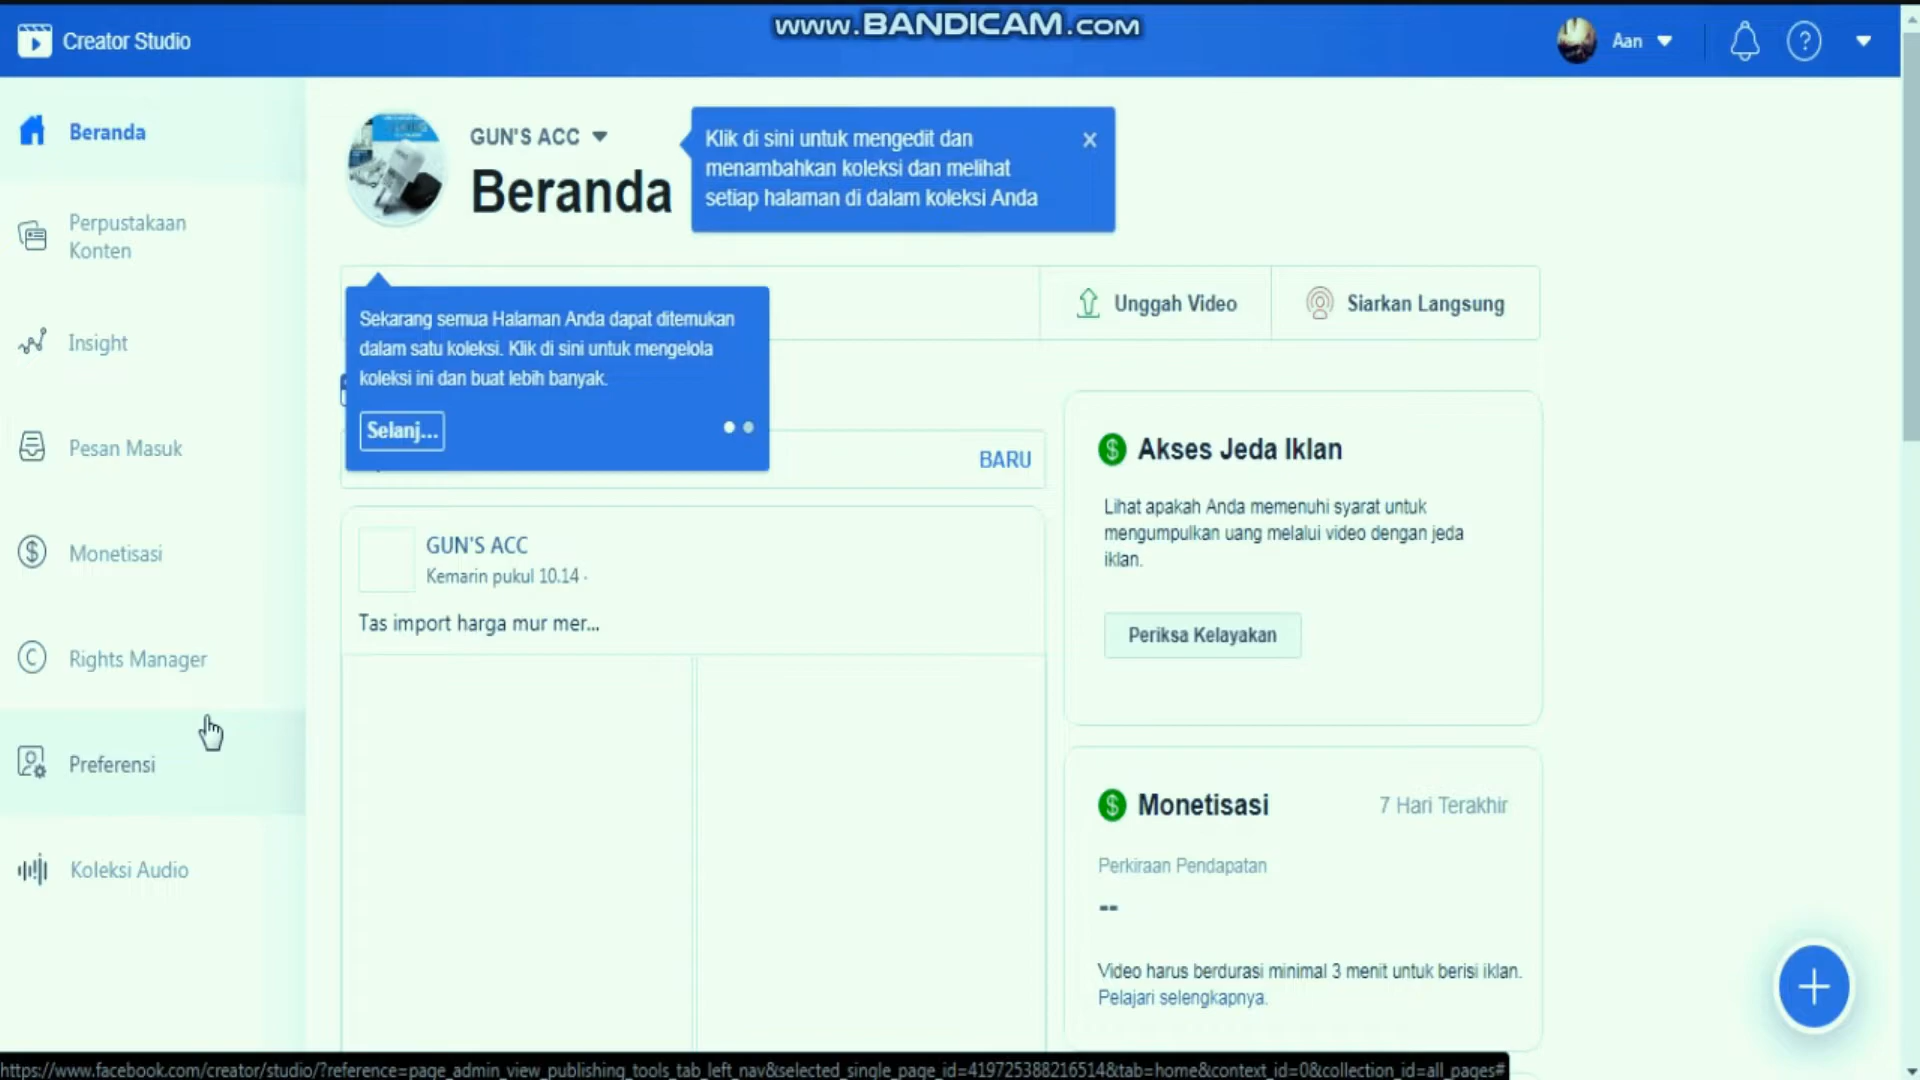 www.BANDICAM.com
Creator Studio
Aan
Beranda
Perpustakaan
Konten
Insight
Pesan Masuk
Monetisasi
Rights Manager
Preferensi
Koleksi Audio
GUN'S ACC
Beranda
Klik di sini untuk mengedit dan
menambahkan koleksi dan melihat
setiap halaman di dalam koleksi Anda
Unggah Video
Siarkan Langsung
Sekarang semua Halaman Anda dapat ditemukan
dalam satu koleksi. Klik di sini untuk mengelola
koleksi ini dan buat lebih banyak.
Selanj...
BARU
GUN'S ACC
Kemarin pukul 10.14 ·
Tas import harga mur mer...
Akses Jeda Iklan
Lihat apakah Anda memenuhi syarat untuk
mengumpulkan uang melalui video dengan jeda
iklan.
Periksa Kelayakan
Monetisasi
7 Hari Terakhir
Perkiraan Pendapatan
--
Video harus berdurasi minimal 3 menit untuk berisi iklan.
Pelajari selengkapnya.
https://www.facebook.com/creator/studio/?reference=page_admin_view_publishing_tools_tab_left_nav&selected_single_page_id=419725388216514&tab=home&context_id=0&collection_id=all_pages#